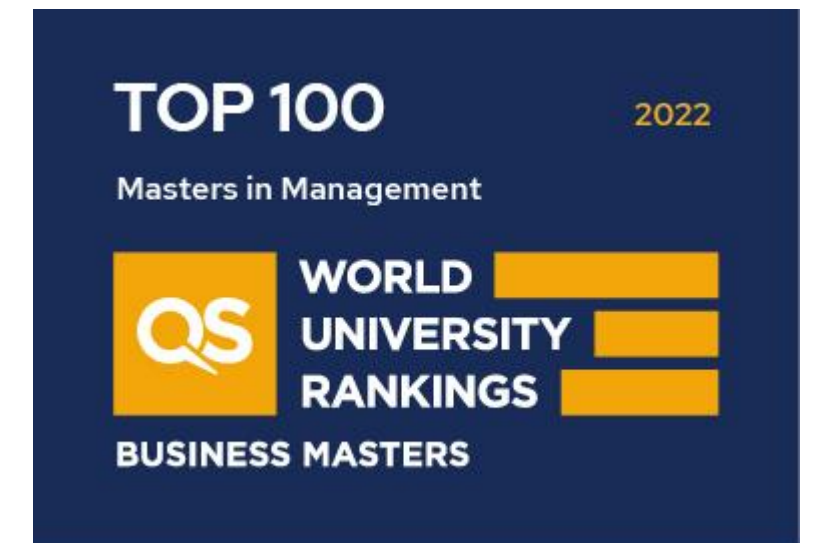 TOP 100
2022
Masters in Management
QS
WORLD
UNIVERSITY
RANKINGS
BUSINESS MASTERS